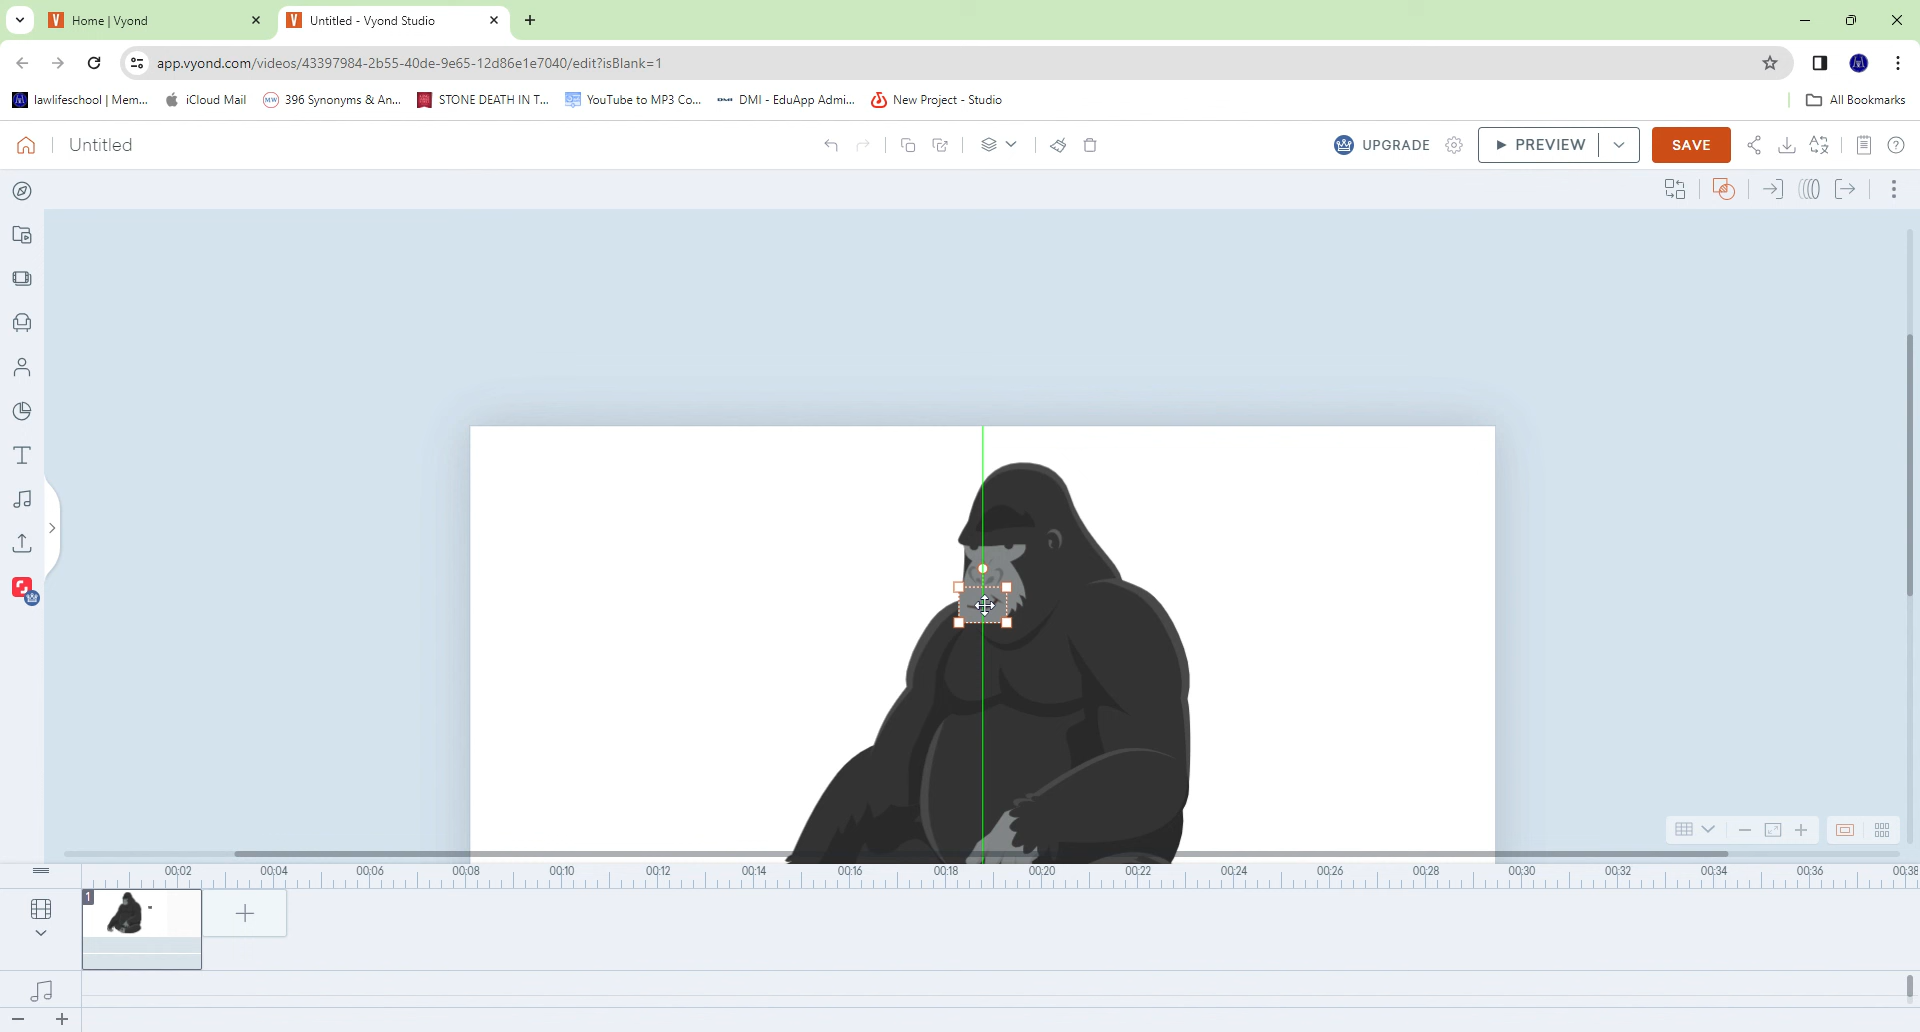 Home | Vyond
Untitled - Vyond Studio
app.vyond.com/videos/43397984-2b55-40de-9e65-12d86e1e7040/edit?isBlank=1
lawlifeschool | Mem...
iCloud Mail
396 Synonyms & An...
STONE DEATH IN T...
YouTube to MP3 Co...
DMI - EduApp Admi...
New Project - Studio
All Bookmarks
Untitled
UPGRADE
PREVIEW
SAVE
00:02 00:04 00:06 00:08 00:10 00:12 00:14 00:16 00:18 00:20 00:22 00:24 00:26 00:28 00:30 00:32 00:34 00:36 00:38
1